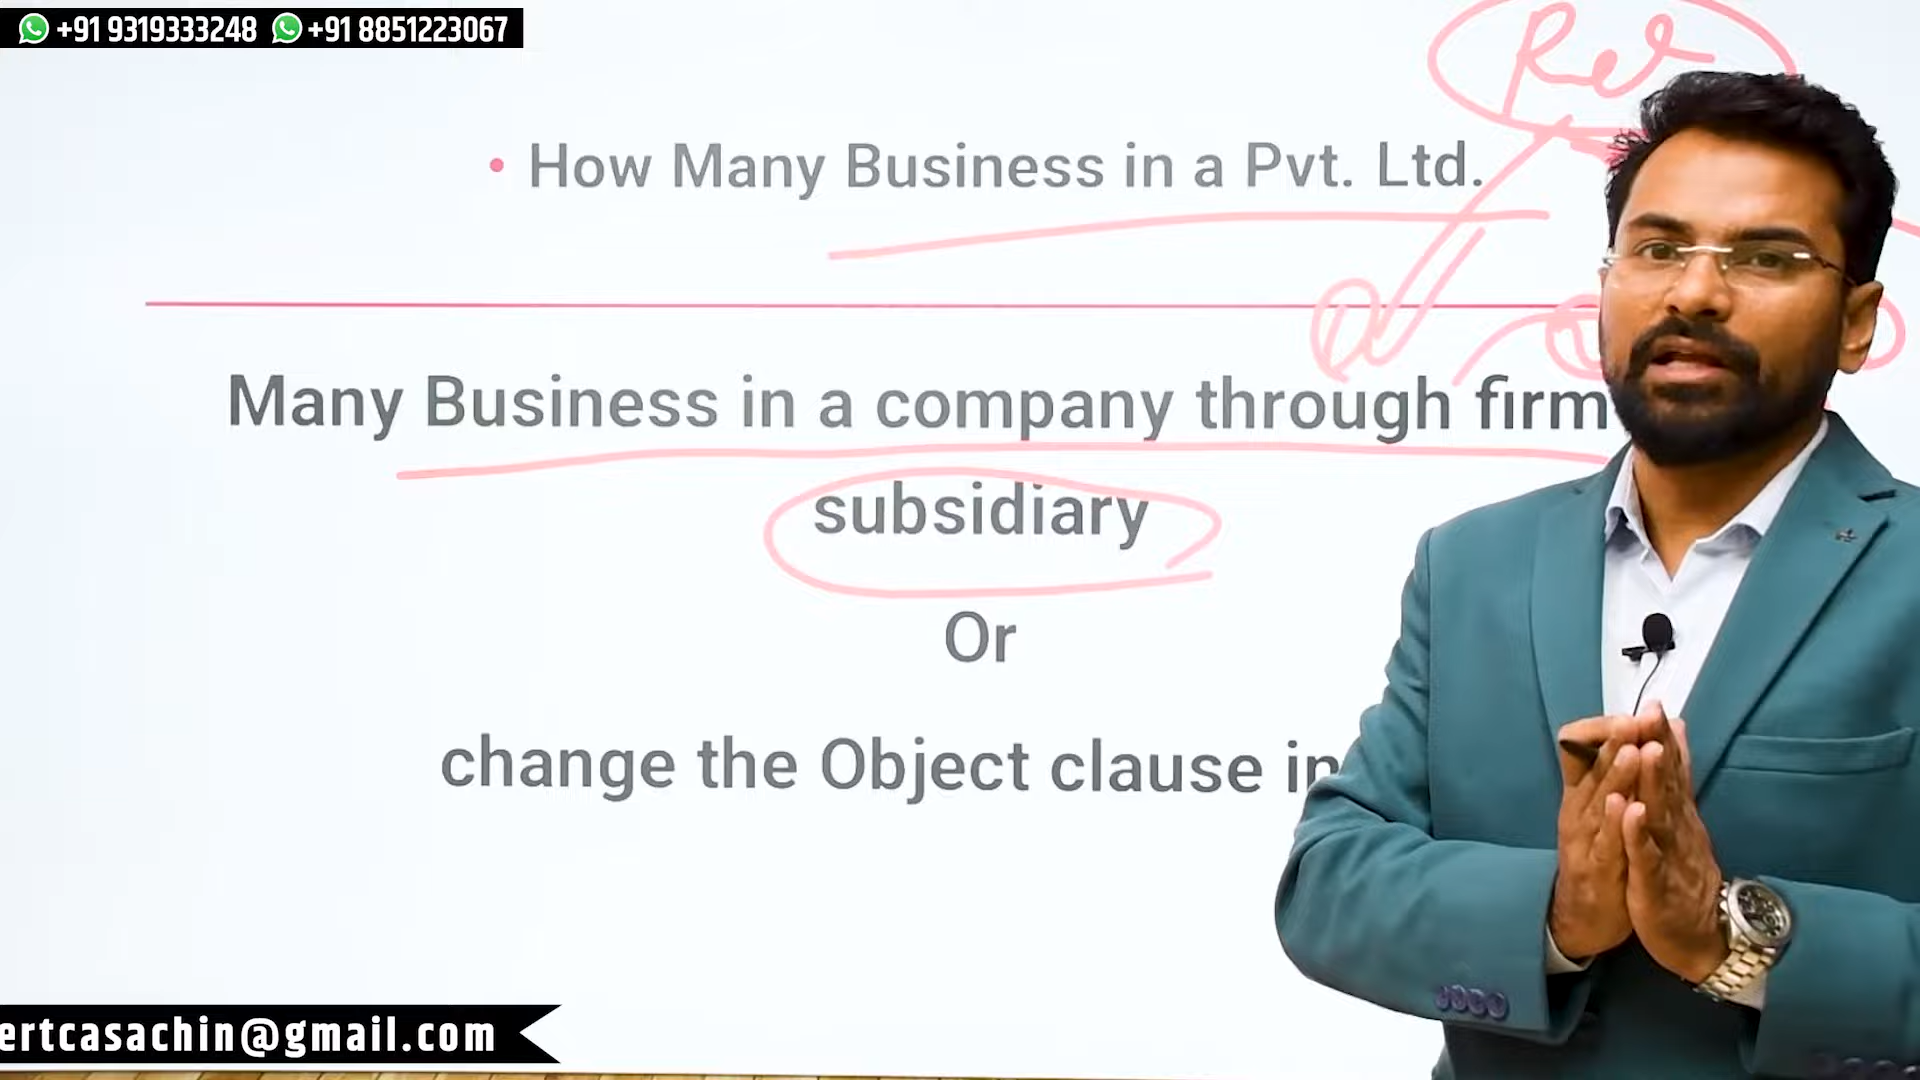 +91 9319333248 +91 8851223067
Rel
• How Many Business in a Pvt. Ltd.
Many Business in a company through firm
subsidiary
Or
change the Object clause in
ertcasachin@gmail.com